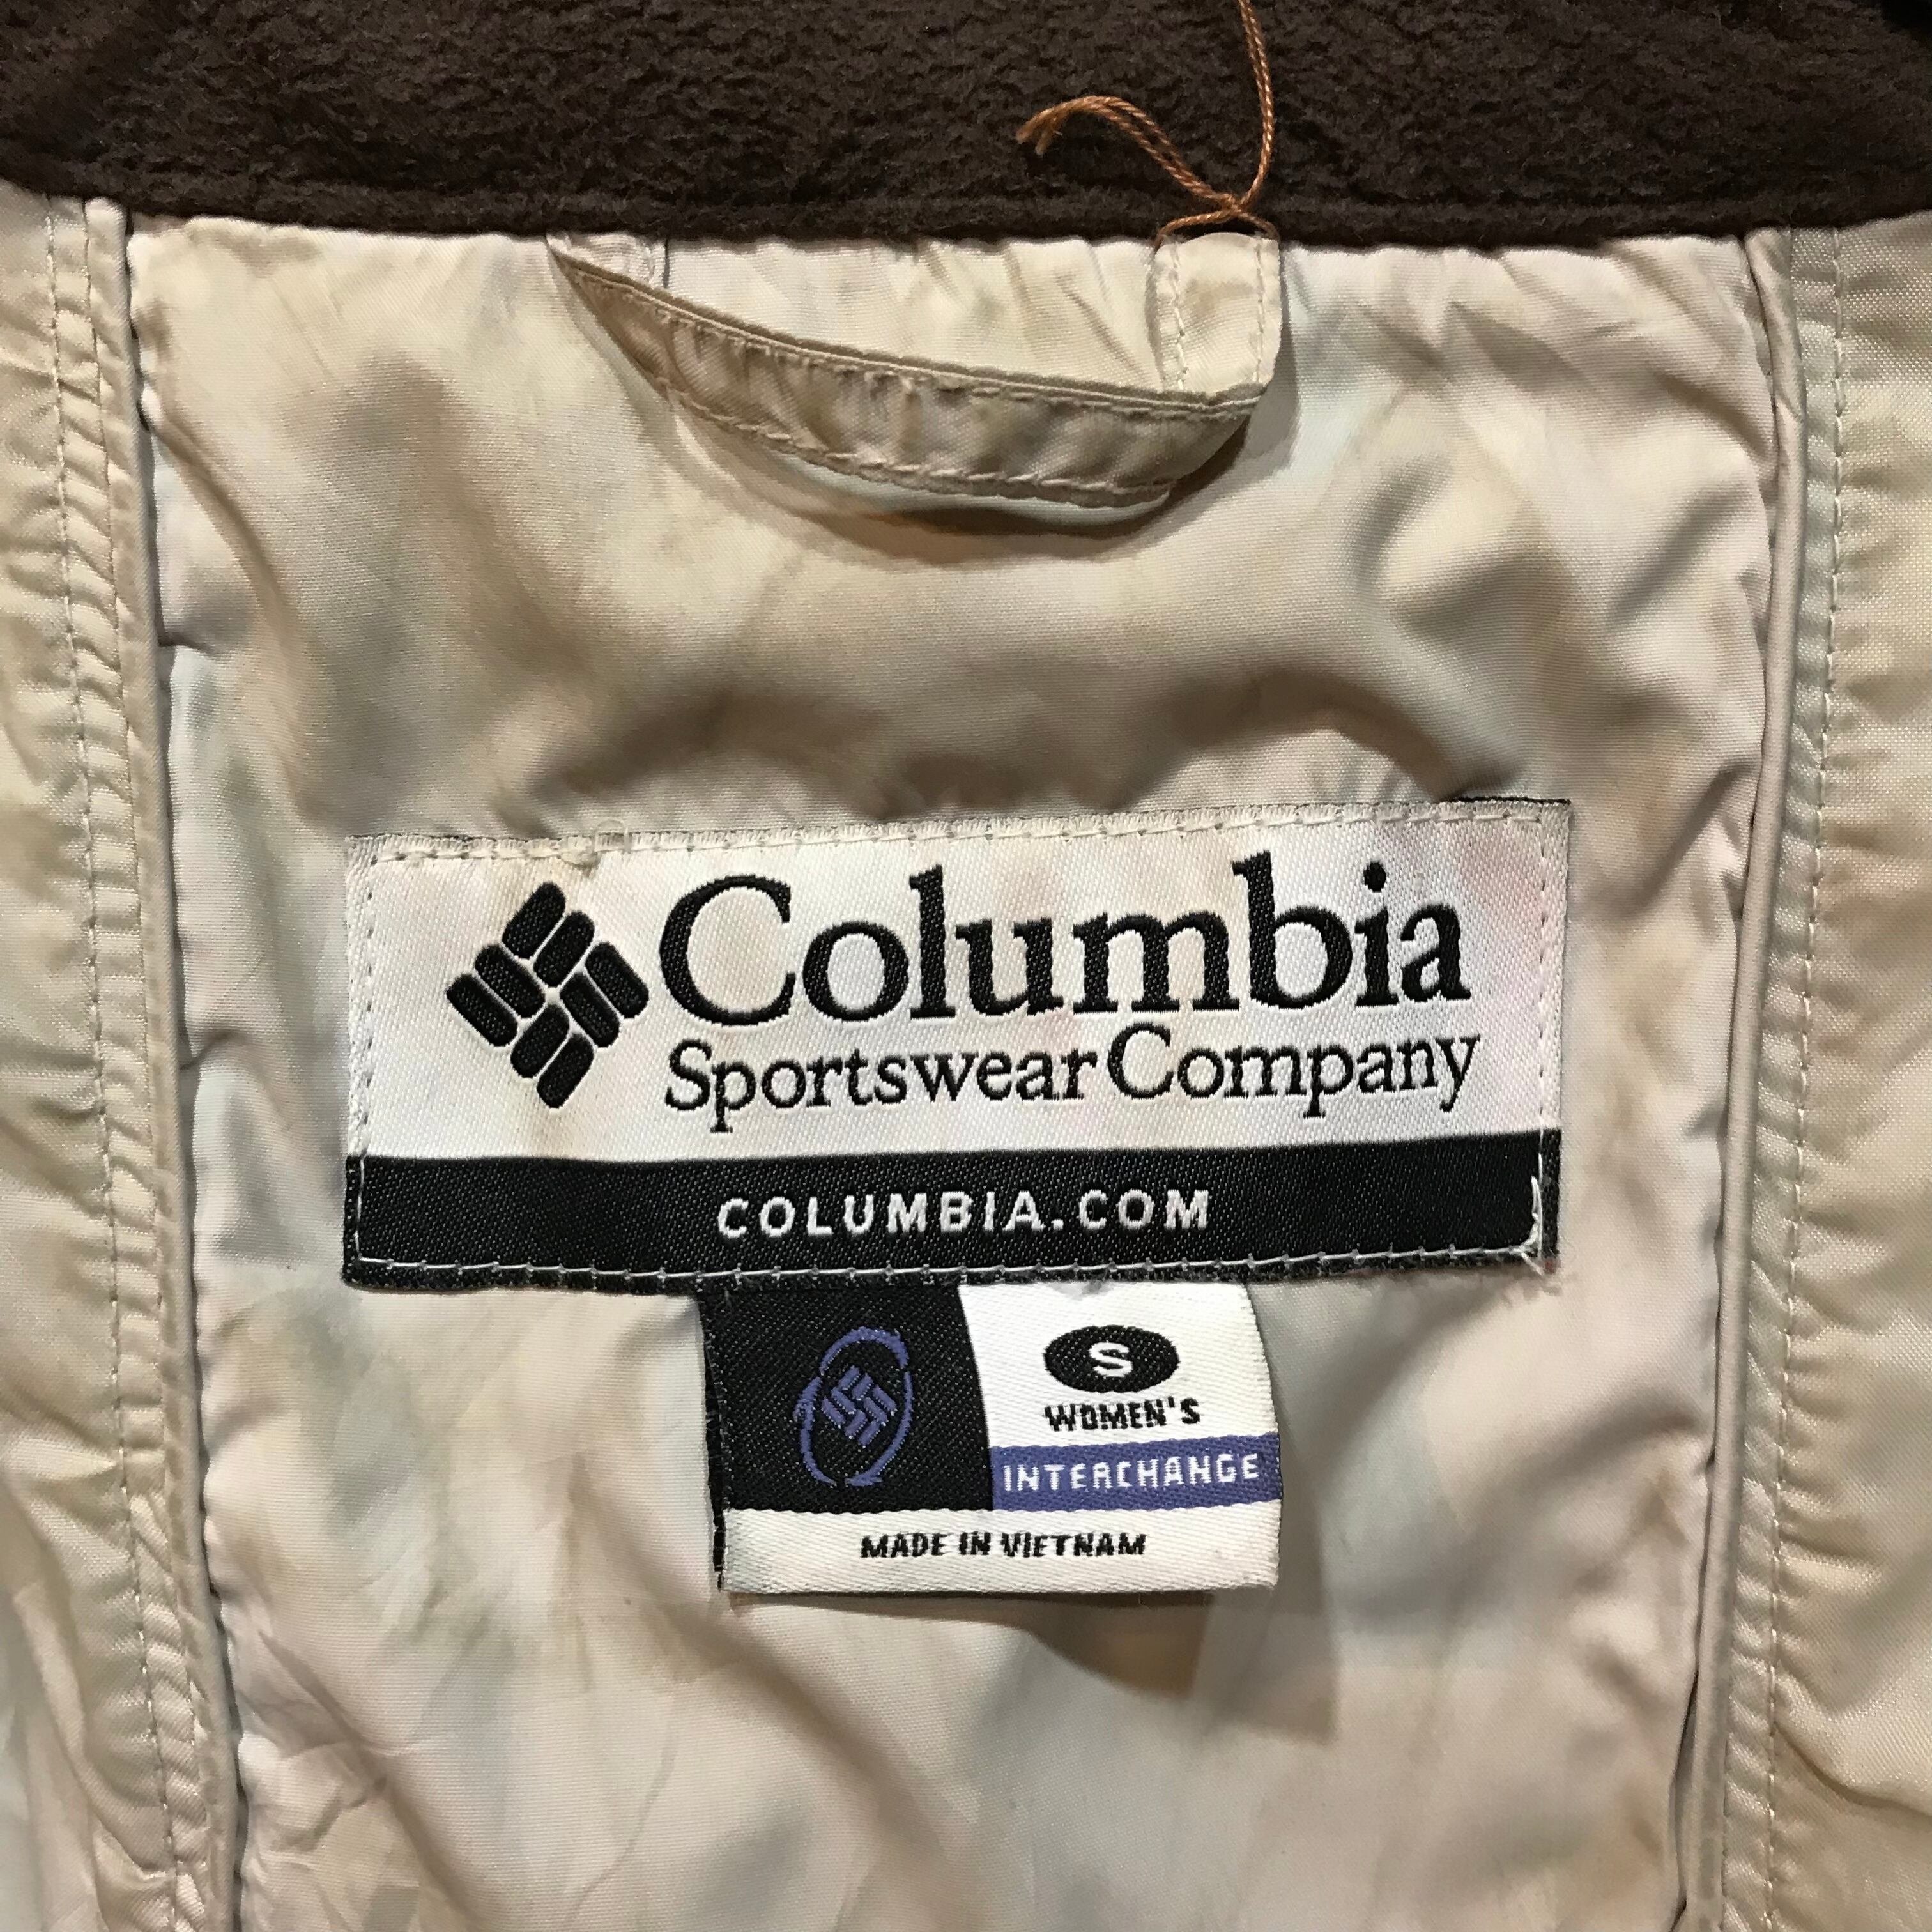 Columbia
Sportswear Company
COLUMBIA.COM
S
WOMEN'S
INTERCHANGE
MADE IN VIETNAM